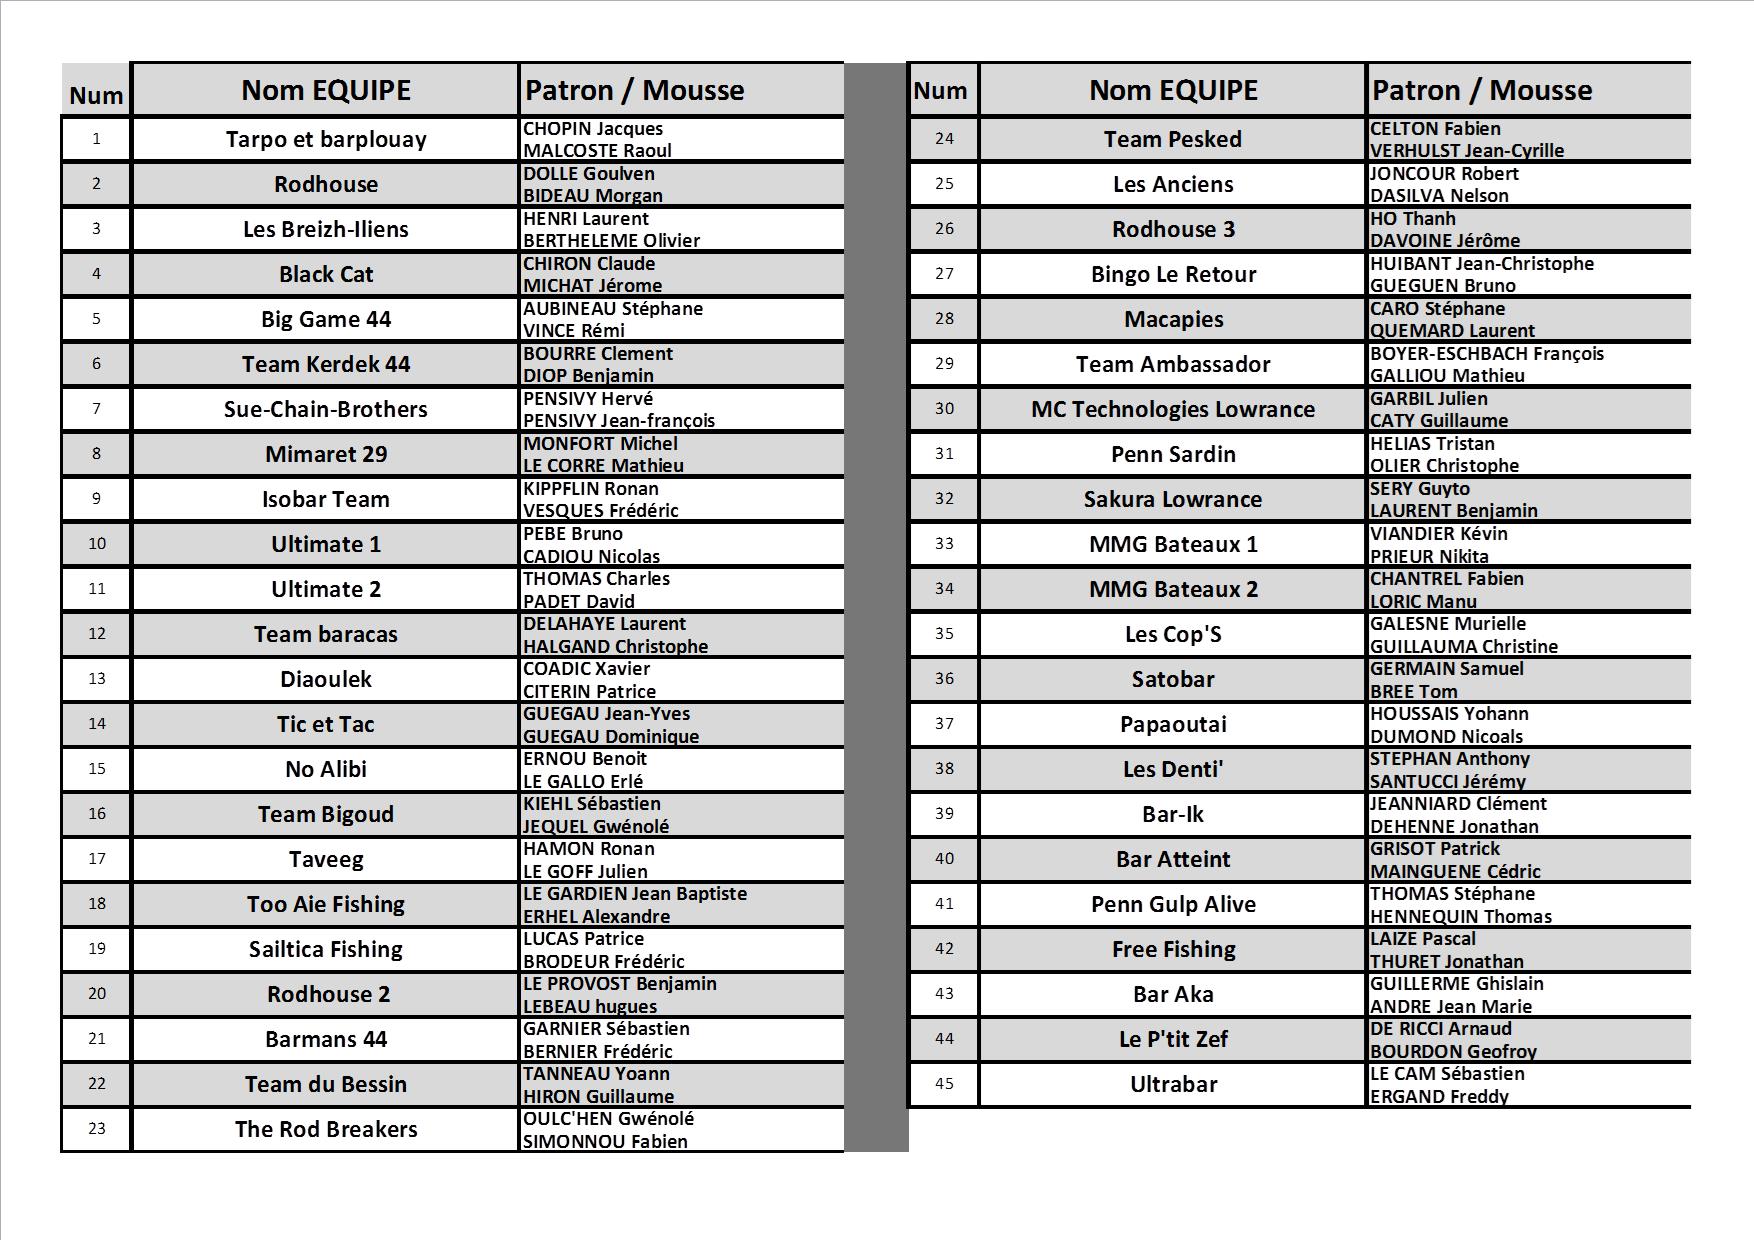 Num Nom EQUIPE Patron / Mousse
1 Tarpo et barplouay CHOPIN Jacques
MALCOSTE Raoul
2 Rodhouse DOLLE Goulven
BIDEAU Morgan
3 Les Breizh-Iliens HENRI Laurent
BERTHELEME Olivier
4 Black Cat CHIRON Claude
MICHAT Jérome
5 Big Game 44 AUBINEAU Stéphane
VINCE Rémi
6 Team Kerdek 44 BOURRE Clement
DIOP Benjamin
7 Sue-Chain-Brothers PENSIVY Hervé
PENSIVY Jean-françois
8 Mimaret 29 MONFORT Michel
LE CORRE Mathieu
9 Isobar Team KIPPFLIN Ronan
VESQUES Frédéric
10 Ultimate 1 PEBE Bruno
CADIOU Nicolas
11 Ultimate 2 THOMAS Charles
PADET David
12 Team baracas DELAHAYE Laurent
HALGAND Christophe
13 Diaoulek COADIC Xavier
CITERIN Patrice
14 Tic et Tac GUEGAU Jean-Yves
GUEGAU Dominique
15 No Alibi ERNOU Benoit
LE GALLO Erlé
16 Team Bigoud KIEHL Sébastien
JEQUEL Gwénolé
17 Taveeg HAMON Ronan
LE GOFF Julien
18 Too Aie Fishing LE GARDIEN Jean Baptiste
ERHEL Alexandre
19 Sailtica Fishing LUCAS Patrice
BRODEUR Frédéric
20 Rodhouse 2 LE PROVOST Benjamin
LEBEAU hugues
21 Barmans 44 GARNIER Sébastien
BERNIER Frédéric
22 Team du Bessin TANNEAU Yoann
HIRON Guillaume
23 The Rod Breakers OULC'HEN Gwénolé
SIMONNOU Fabien
Num Nom EQUIPE Patron / Mousse
24 Team Pesked CELTON Fabien
VERHULST Jean-Cyrille
25 Les Anciens JONCOUR Robert
DASILVA Nelson
26 Rodhouse 3 HO Thanh
DAVOINE Jérôme
27 Bingo Le Retour HUIBANT Jean-Christophe
GUEGUEN Bruno
28 Macapies CARO Stéphane
QUEMARD Laurent
29 Team Ambassador BOYER-ESCHBACH François
GALLIOU Mathieu
30 MC Technologies Lowrance GARBIL Julien
CATY Guillaume
31 Penn Sardin HELIAS Tristan
OLIER Christophe
32 Sakura Lowrance SERY Guyto
LAURENT Benjamin
33 MMG Bateaux 1 VIANDIER Kévin
PRIEUR Nikita
34 MMG Bateaux 2 CHANTREL Fabien
LORIC Manu
35 Les Cop'S GALESNE Murielle
GUILLAUMA Christine
36 Satobar GERMAIN Samuel
BREE Tom
37 Papaoutai HOUSSAIS Yohann
DUMOND Nicoals
38 Les Denti' STEPHAN Anthony
SANTUCCI Jérémy
39 Bar-Ik JEANNIARD Clément
DEHENNE Jonathan
40 Bar Atteint GRISOT Patrick
MAINGUENE Cédric
41 Penn Gulp Alive THOMAS Stéphane
HENNEQUIN Thomas
42 Free Fishing LAIZE Pascal
THURET Jonathan
43 Bar Aka GUILLERME Ghislain
ANDRE Jean Marie
44 Le P'tit Zef DE RICCI Arnaud
BOURDON Geofroy
45 Ultrabar LE CAM Sébastien
ERGAND Freddy